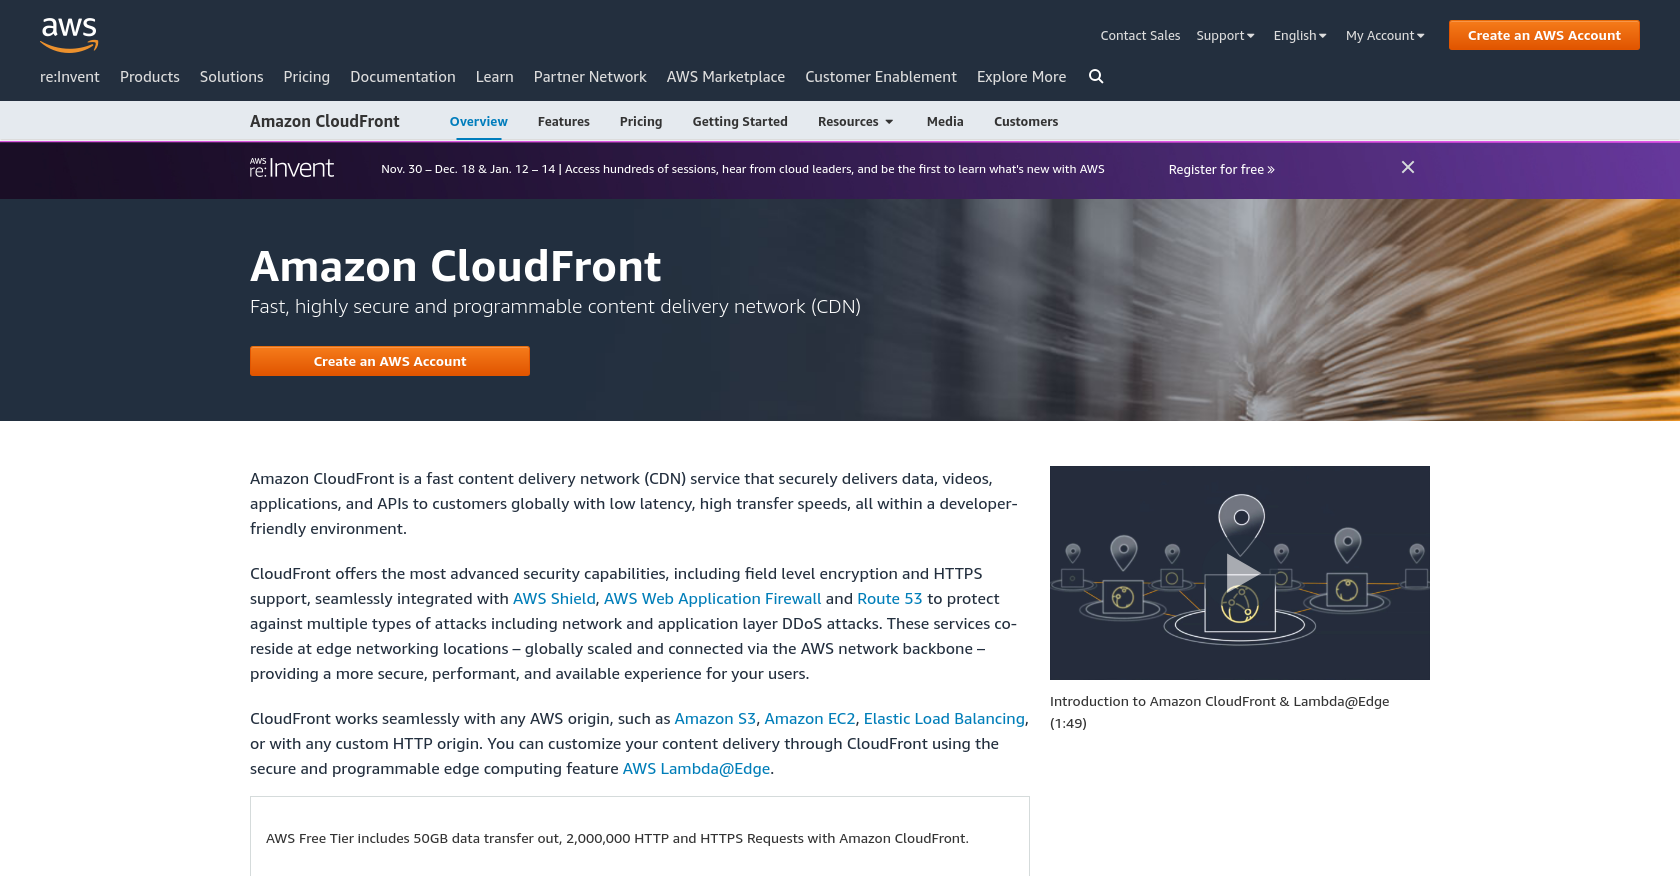 aws
Contact Sales Support English My Account Create an AWS Account
re:Invent Products Solutions Pricing Documentation Learn Partner Network AWS Marketplace Customer Enablement Explore More
Amazon CloudFront Overview Features Pricing Getting Started Resources Media Customers
AWS
re:Invent
Nov. 30 – Dec. 18 & Jan. 12 – 14 | Access hundreds of sessions, hear from cloud leaders, and be the first to learn what's new with AWS Register for free »
Amazon CloudFront
Fast, highly secure and programmable content delivery network (CDN)
Create an AWS Account
Amazon CloudFront is a fast content delivery network (CDN) service that securely delivers data, videos,
applications, and APIs to customers globally with low latency, high transfer speeds, all within a developer-
friendly environment.
CloudFront offers the most advanced security capabilities, including field level encryption and HTTPS
support, seamlessly integrated with AWS Shield, AWS Web Application Firewall and Route 53 to protect
against multiple types of attacks including network and application layer DDoS attacks. These services co-
reside at edge networking locations – globally scaled and connected via the AWS network backbone –
providing a more secure, performant, and available experience for your users.
CloudFront works seamlessly with any AWS origin, such as Amazon S3, Amazon EC2, Elastic Load Balancing,
or with any custom HTTP origin. You can customize your content delivery through CloudFront using the
secure and programmable edge computing feature AWS Lambda@Edge.
AWS Free Tier includes 50GB data transfer out, 2,000,000 HTTP and HTTPS Requests with Amazon CloudFront.
Introduction to Amazon CloudFront & Lambda@Edge
(1:49)